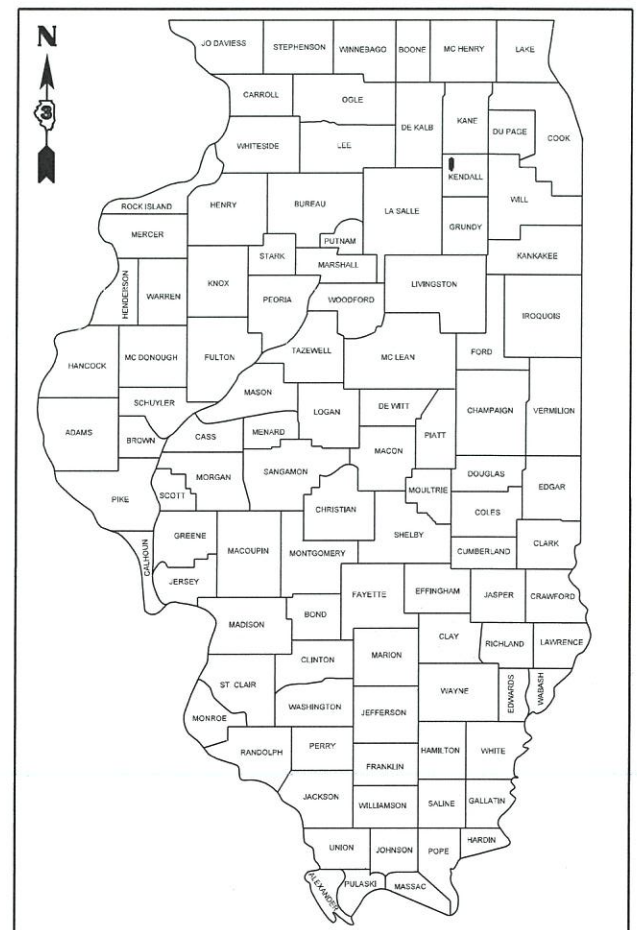 N
3
JO DAVIESS STEPHENSON WINNEBAGO BOONE MC HENRY LAKE
CARROLL OGLE DE KALB KANE DU PAGE COOK
WHITESIDE LEE KENDALL WILL
ROCK ISLAND HENRY BUREAU LA SALLE GRUNDY
MERCER PUTNAM KANKAKEE
STARK MARSHALL
HENDERSON WARREN KNOX PEORIA WOODFORD LIVINGSTON IROQUOIS
HANCOCK MC DONOUGH FULTON TAZEWELL MC LEAN FORD
SCHUYLER MASON LOGAN DE WITT CHAMPAIGN VERMILION
ADAMS BROWN CASS MENARD MACON PIATT
PIKE SCOTT MORGAN SANGAMON MOULTRIE DOUGLAS EDGAR
CHRISTIAN COLES
CALHOUN GREENE MACOUPIN MONTGOMERY SHELBY CUMBERLAND CLARK
JERSEY FAYETTE EFFINGHAM JASPER CRAWFORD
MADISON BOND CLAY RICHLAND LAWRENCE
CLINTON MARION
ST CLAIR WASHINGTON JEFFERSON WAYNE EDWARDS WABASH
MONROE
RANDOLPH PERRY FRANKLIN HAMILTON WHITE
JACKSON WILLIAMSON SALINE GALLATIN
UNION JOHNSON POPE HARDIN
ALEXANDER PULASKI MASSAC